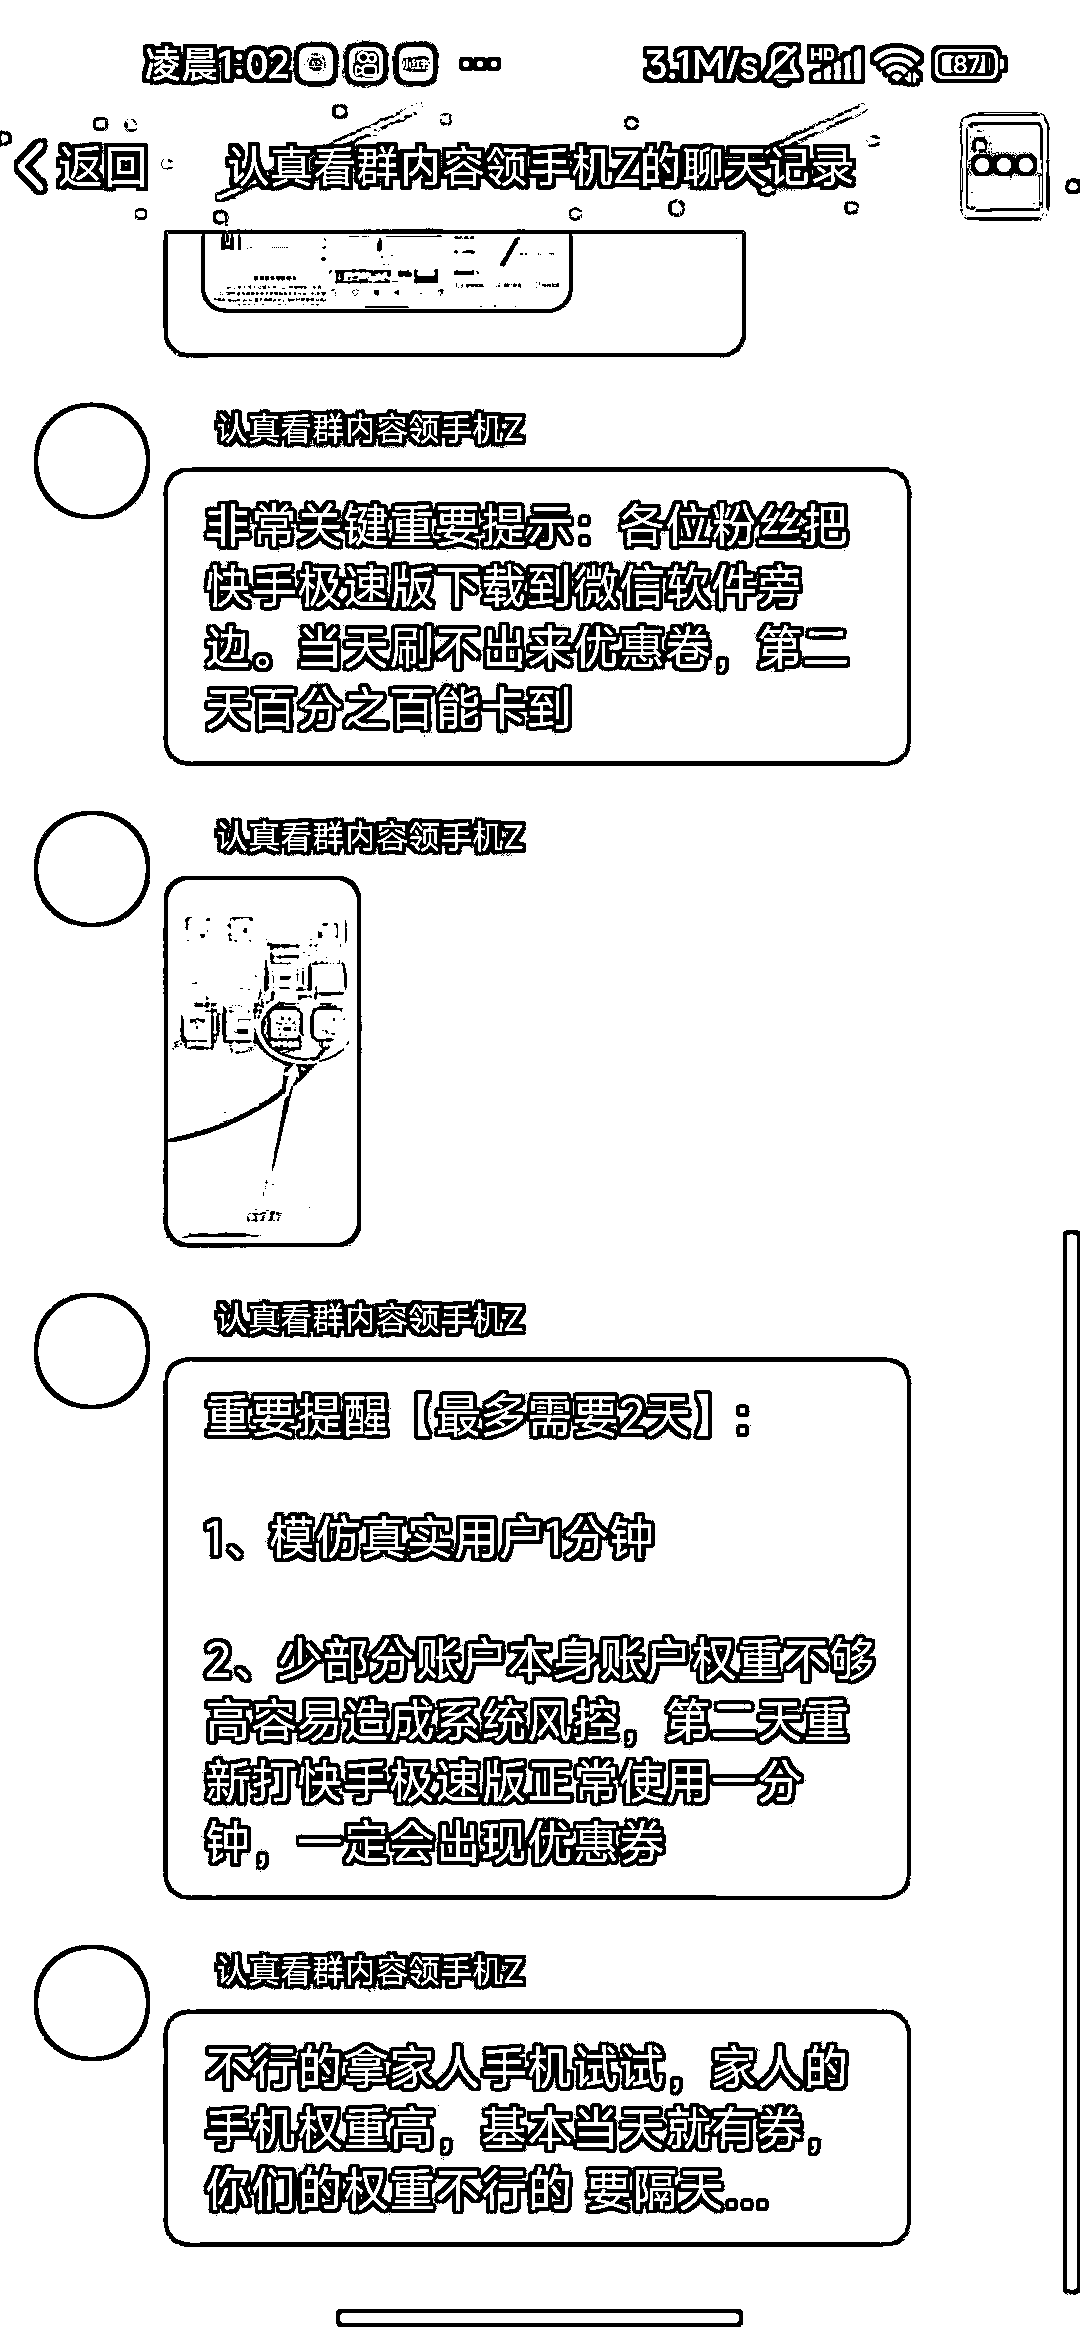 凌晨1:02
3.1M/s
HD
87
返回
认真看群内容领手机Z的聊天记录
认真看群内容领手机Z
非常关键重要提示：各位粉丝把
快手极速版下载到微信软件旁
边。当天刷不出来优惠卷，第二
天百分之百能卡到
认真看群内容领手机Z
认真看群内容领手机Z
重要提醒【最多需要2天】：
1、模仿真实用户1分钟
2、少部分账户本身账户权重不够
高容易造成系统风控，第二天重
新打快手极速版正常使用一分
钟，一定会出现优惠券
认真看群内容领手机Z
不行的拿家人手机试试，家人的
手机权重高，基本当天就有券，
你们的权重不行的 要隔天...